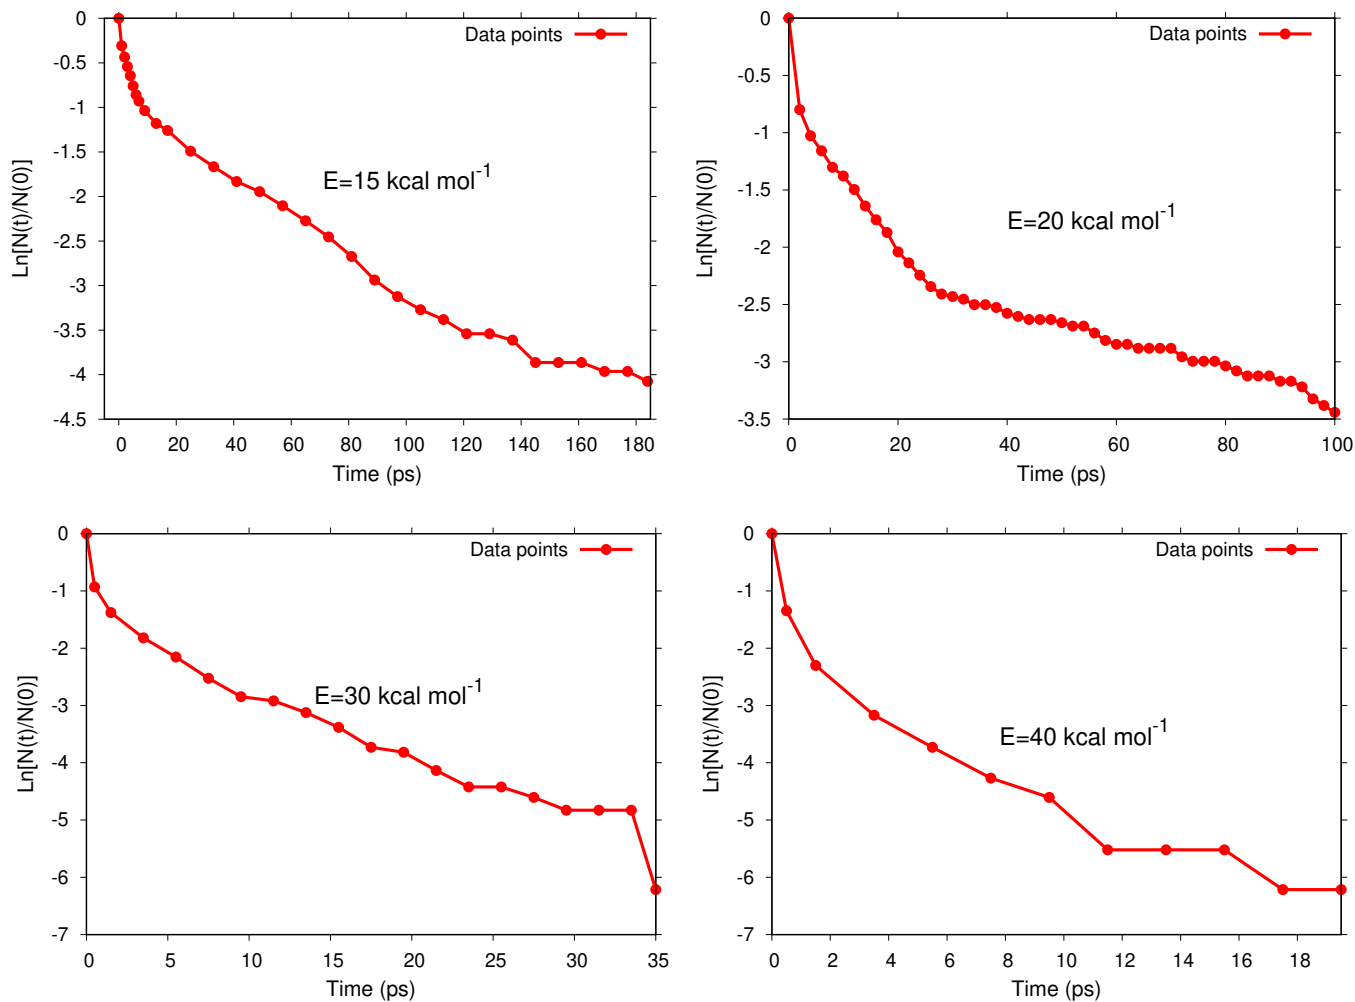 0
-0.5
-1
-1.5
-2
-2.5
-3
-3.5
-4
-4.5
Ln[N(t)/N(0)]
Data points
E=15 kcal mol⁻¹
0 20 40 60 80 100 120 140 160 180
Time (ps)
0
-0.5
-1
-1.5
-2
-2.5
-3
-3.5
Ln[N(t)/N(0)]
Data points
E=20 kcal mol⁻¹
0 20 40 60 80 100
Time (ps)
0
-1
-2
-3
-4
-5
-6
-7
Ln[N(t)/N(0)]
Data points
E=30 kcal mol⁻¹
0 5 10 15 20 25 30 35
Time (ps)
0
-1
-2
-3
-4
-5
-6
-7
Ln[N(t)/N(0)]
Data points
E=40 kcal mol⁻¹
0 2 4 6 8 10 12 14 16 18
Time (ps)